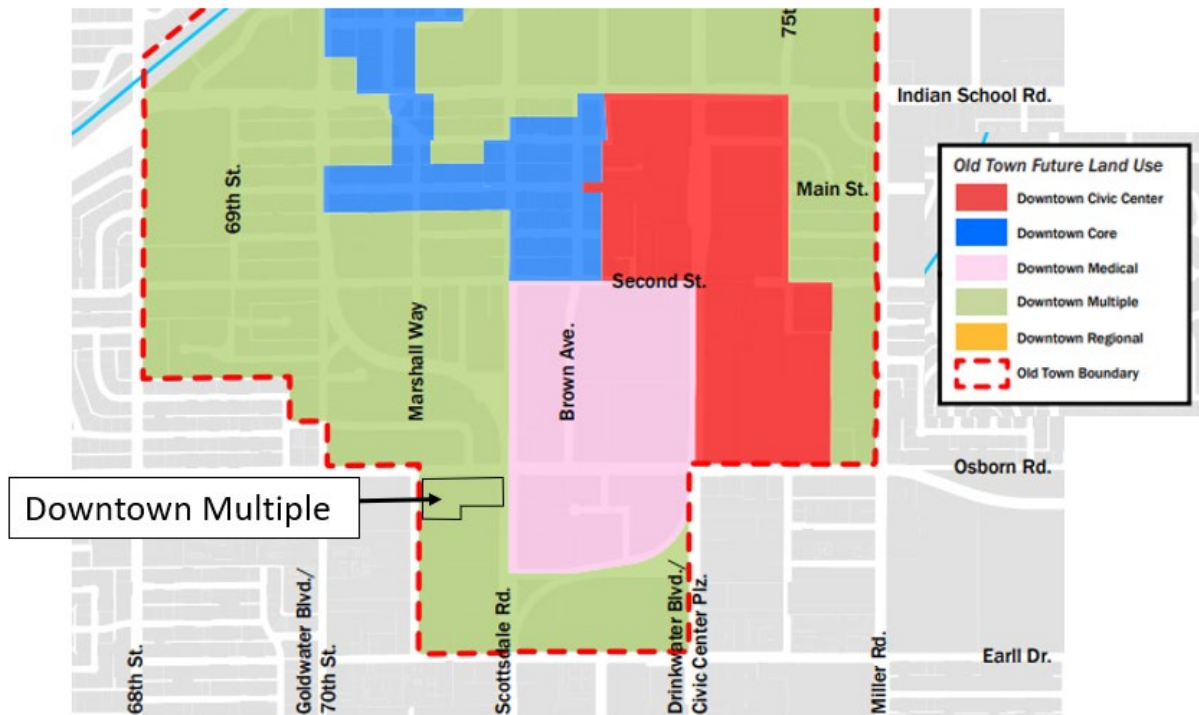 75t
Indian School Rd.
Old Town Future Land Use
Downtown Civic Center
Downtown Core
Downtown Medical
Downtown Multiple
Downtown Regional
Old Town Boundary
69th St.
Main St.
Second St.
Marshall Way
Brown Ave.
Osborn Rd.
Downtown Multiple
68th St.
Goldwater Blvd./
70th St.
Scottsdale Rd.
Drinkwater Blvd./
Civic Center Plz.
Miller Rd.
Earll Dr.